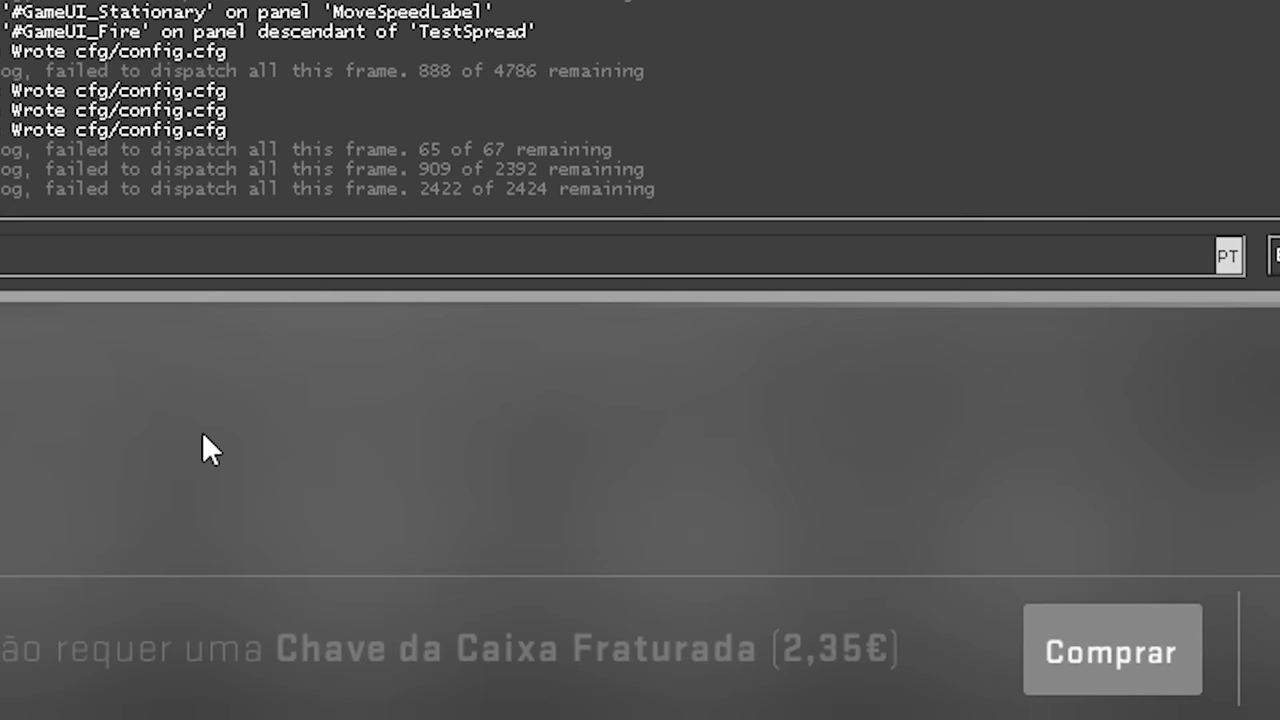 '#GameUI_Stationary' on panel 'MoveSpeedLabel'
'#GameUI_Fire' on panel descendant of 'TestSpread'
Wrote cfg/config.cfg
og, failed to dispatch all this frame. 888 of 4786 remaining
Wrote cfg/config.cfg
Wrote cfg/config.cfg
Wrote cfg/config.cfg
og, failed to dispatch all this frame. 65 of 67 remaining
og, failed to dispatch all this frame. 909 of 2392 remaining
og, failed to dispatch all this frame. 2422 of 2424 remaining
PT
ão requer uma Chave da Caixa Fraturada (2,35€)
Comprar